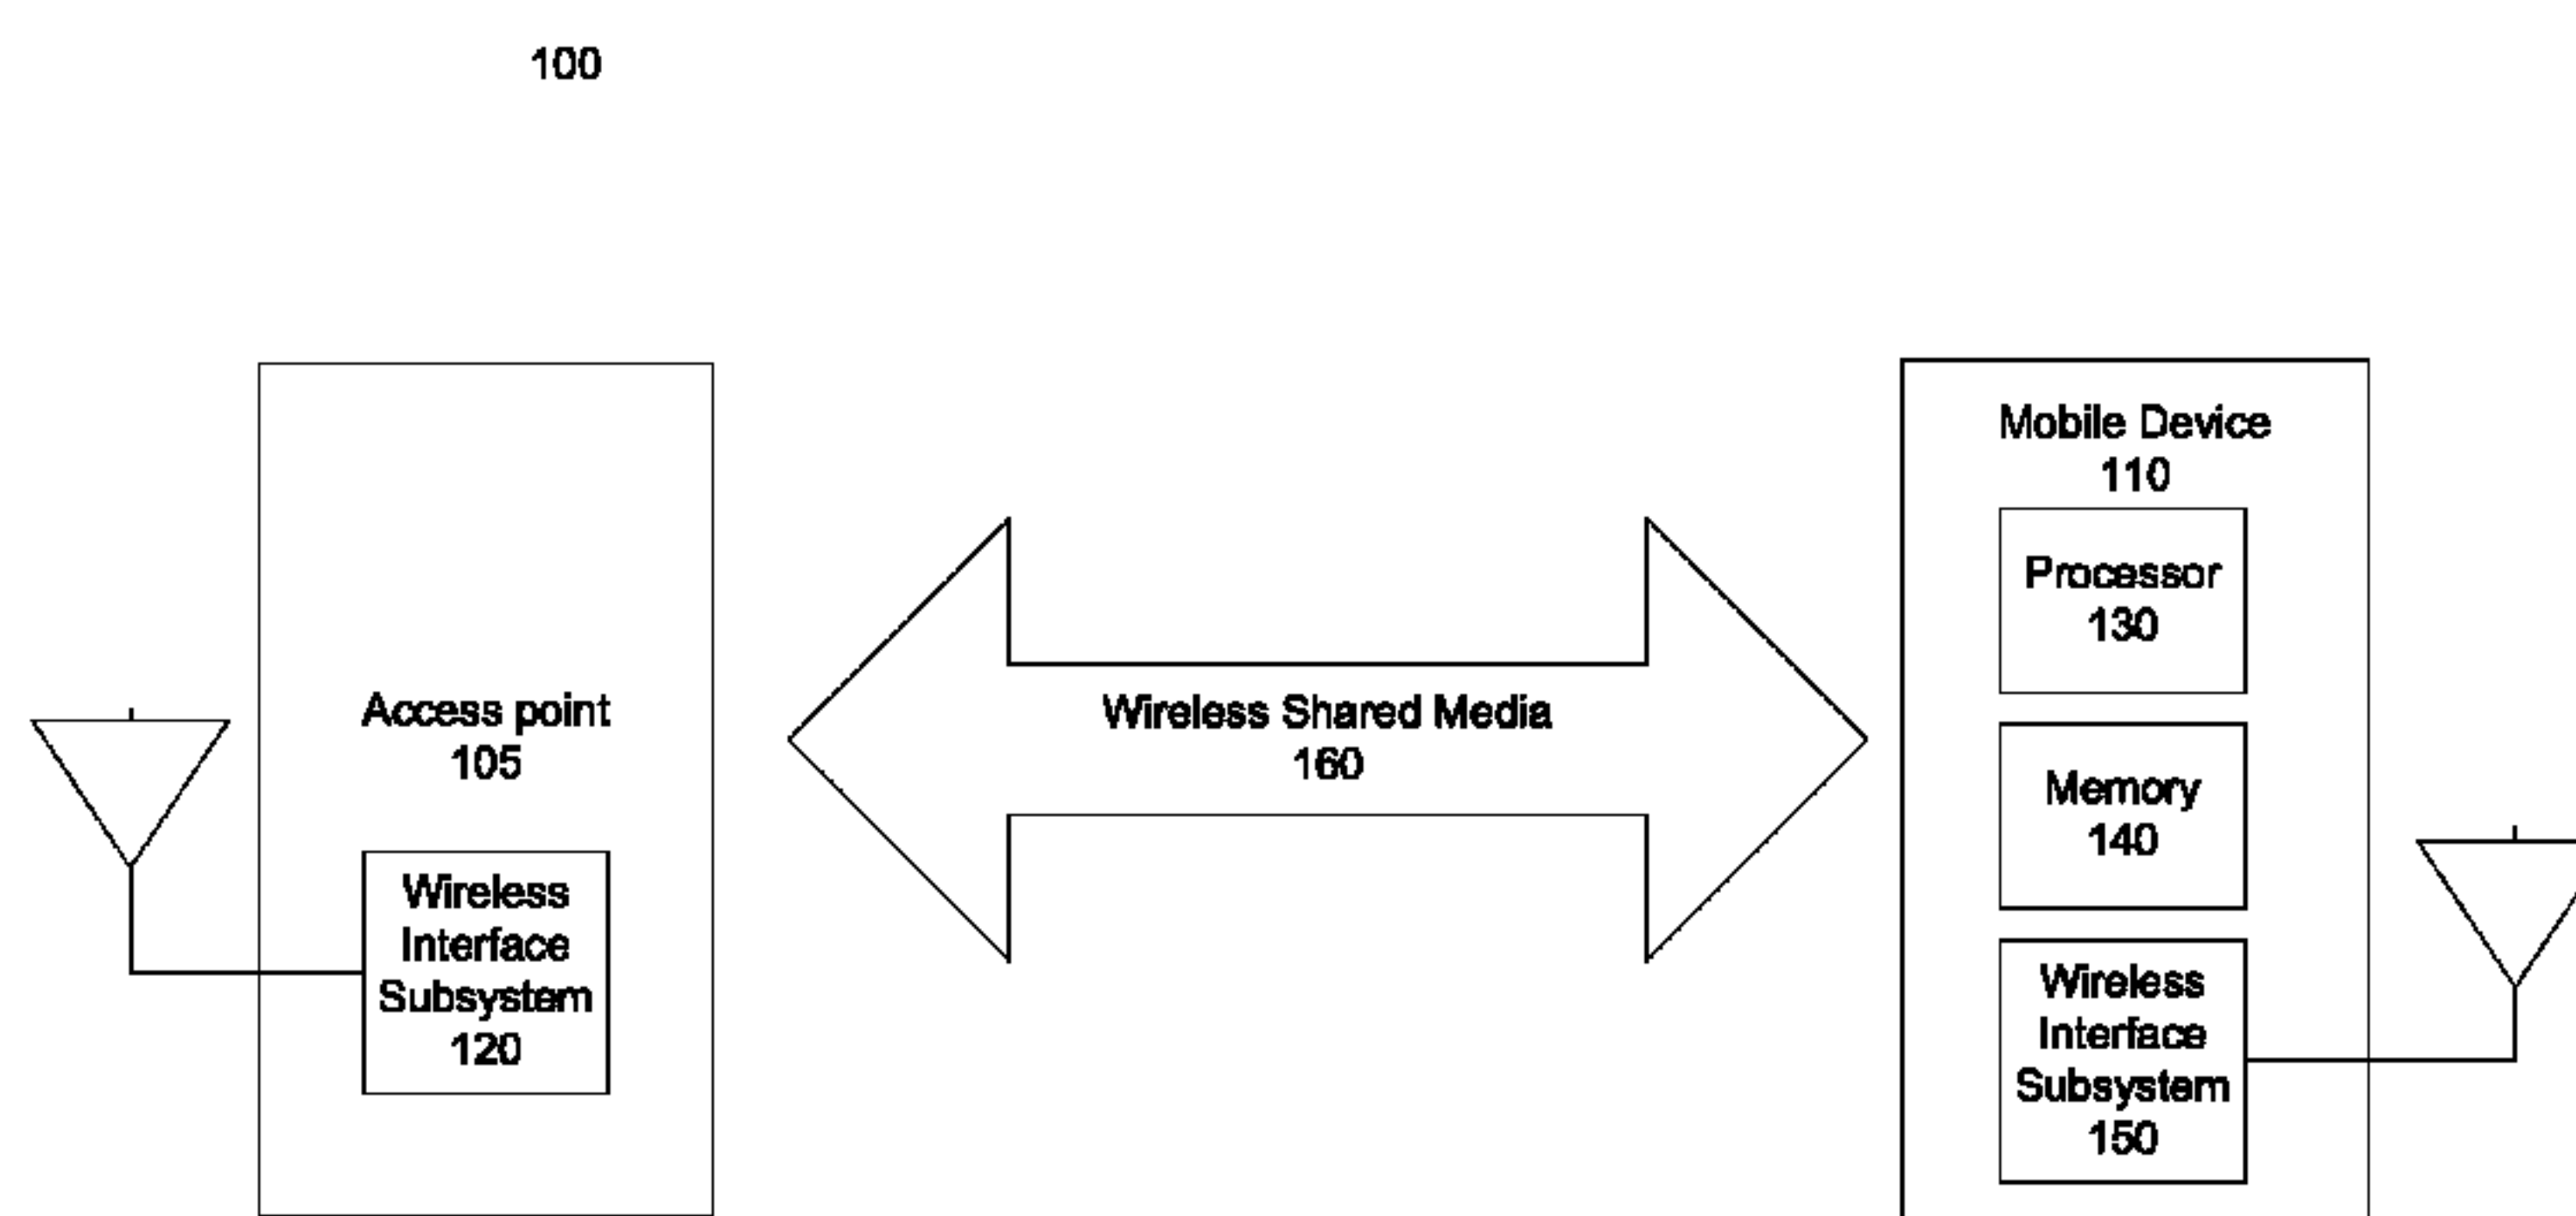 100
Access point
105
Wireless
Interface
Subsystem
120
Wireless Shared Media
160
Mobile Device
110
Processor
130
Memory
140
Wireless
Interface
Subsystem
150